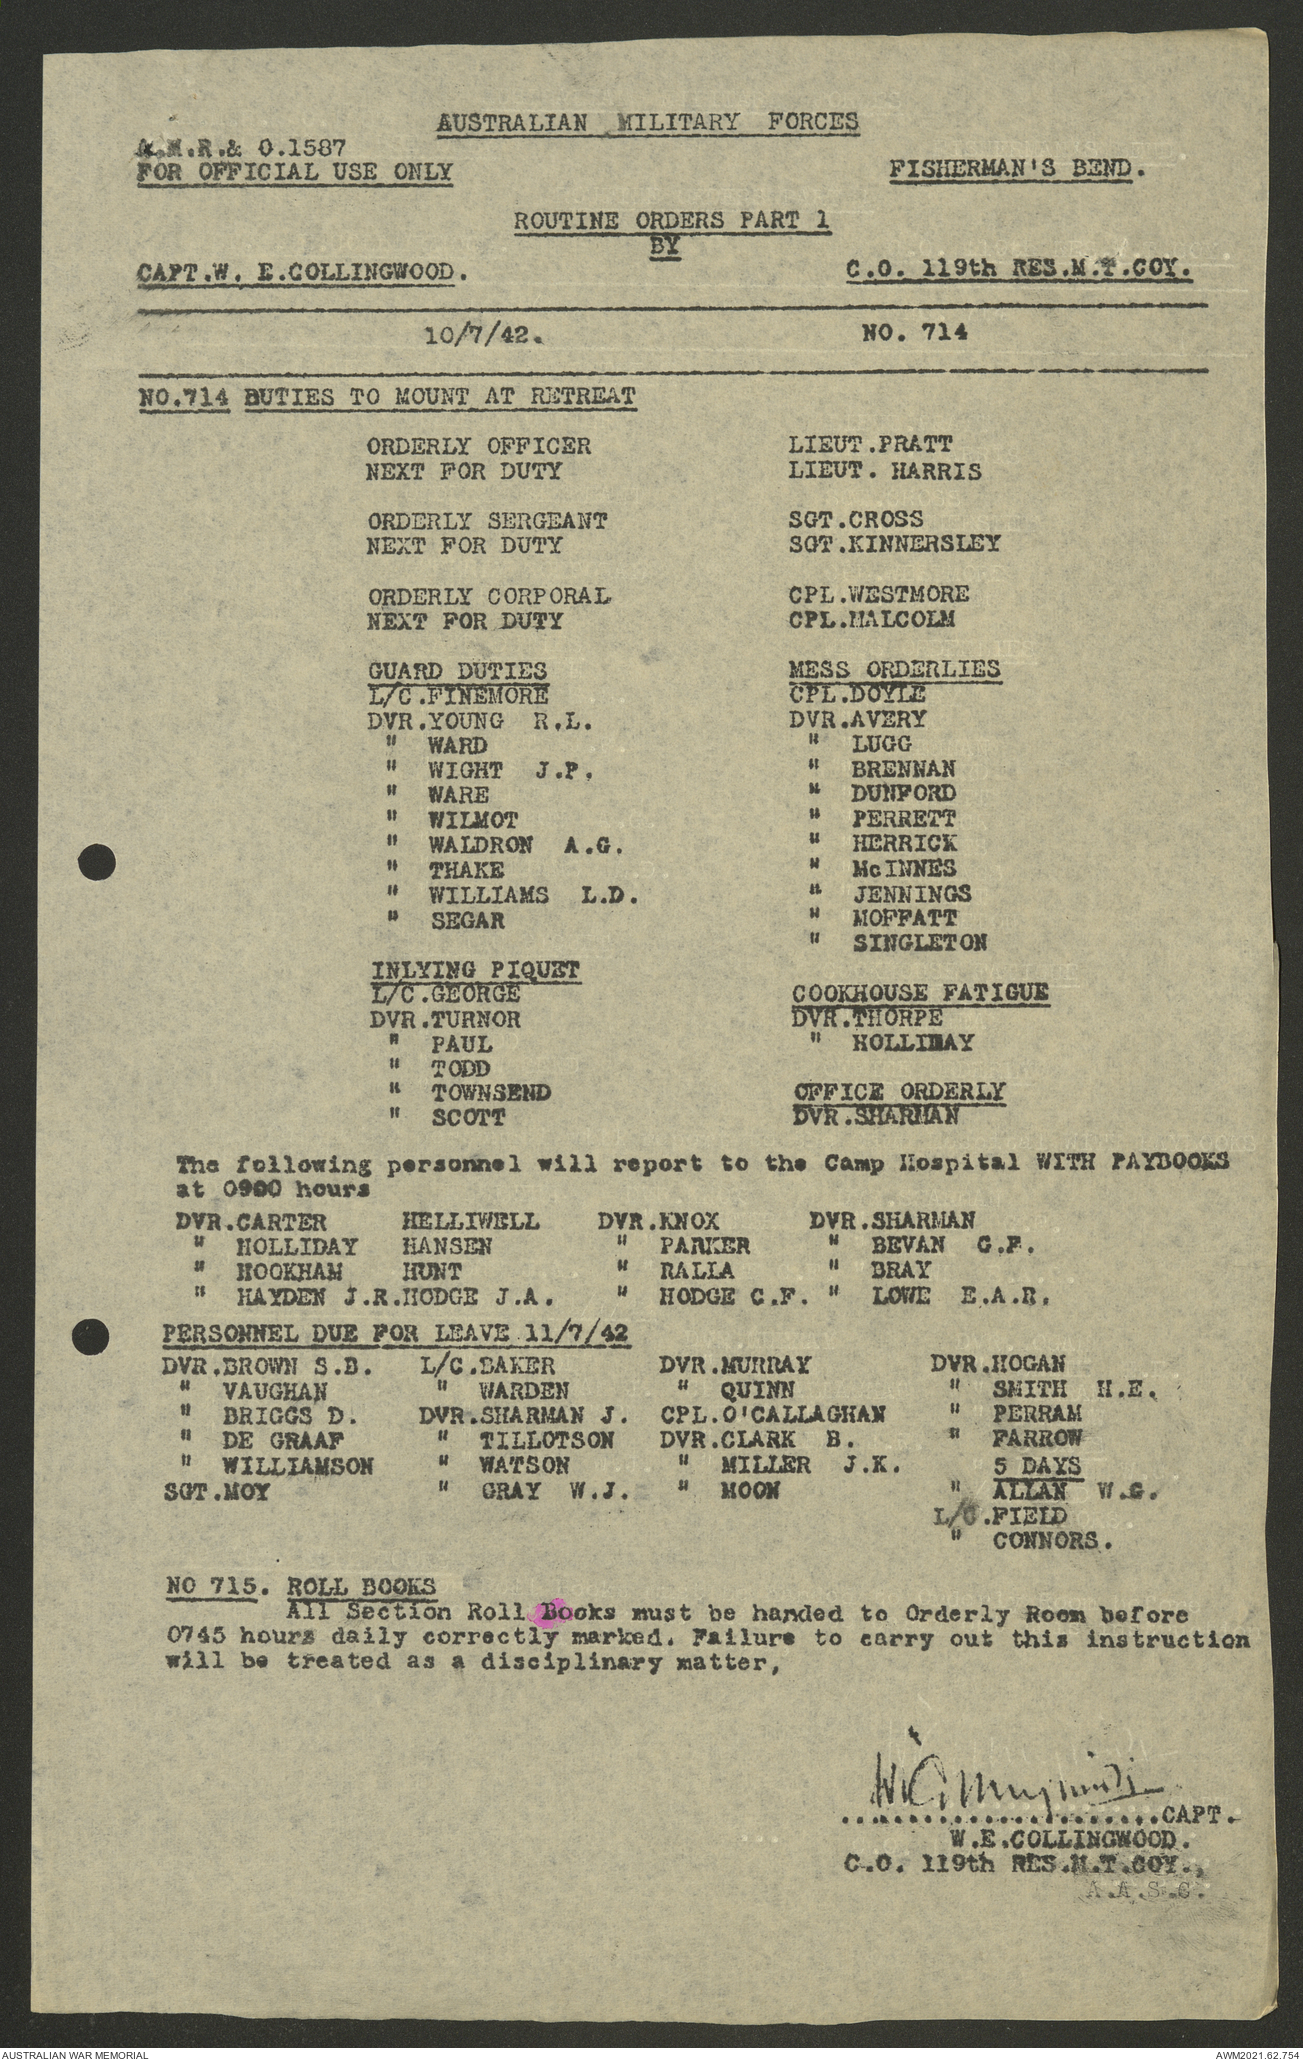 AUSTRALIAN MILITARY FORCES
A.M.R.& O.1587
FOR OFFICIAL USE ONLY FISHERMAN'S BEND.
ROUTINE ORDERS PART 1
BY
CAPT.W. E.COLLINGWOOD. C.O. 119th RES.M.T.COY.
10/7/42. NO. 714
NO.714 DUTIES TO MOUNT AT RETREAT
ORDERLY OFFICER LIEUT.PRATT
NEXT FOR DUTY LIEUT. HARRIS
ORDERLY SERGEANT SGT.CROSS
NEXT FOR DUTY SGT.KINNERSLEY
ORDERLY CORPORAL CPL.WESTMORE
NEXT FOR DUTY CPL.MALCOLM
GUARD DUTIES MESS ORDERLIES
L/C.FINEMORE CPL.DOYLE
DVR.YOUNG R.L. DVR.AVERY
" WARD " LUGG
" WIGHT J.P. " BRENNAN
" WARE " DUNFORD
" WILMOT " PERRETT
" WALDRON A.G. " HERRICK
" THAKE " McINNES
" WILLIAMS L.D. " JENNINGS
" SEGAR " MOFFATT
" SINGLETON
INLYING PIQUET
L/C.GEORGE COOKHOUSE FATIGUE
DVR.TURNOR DVR.THORPE
" PAUL " HOLLIDAY
" TODD
" TOWNSEND OFFICE ORDERLY
" SCOTT DVR.SHARMAN
The following personnel will report to the Camp Hospital WITH PAYBOOKS
at 0900 hours
DVR.CARTER HELLIWELL DVR.KNOX DVR.SHARMAN
" HOLLIDAY HANSEN " PARKER " BEVAN G.F.
" HOOKHAM HUNT " RALLA " BRAY
" HAYDEN J.R.HODGE J.A. " HODGE C.F. " LOWE E.A.R.
PERSONNEL DUE FOR LEAVE 11/7/42
DVR.BROWN S.B. L/C.BAKER DVR.MURRAY DVR.HOGAN
" VAUGHAN " WARDEN " QUINN " SMITH H.E.
" BRIGGS D. DVR.SHARMAN J. CPL.O'CALLAGHAN " PERRAM
" DE GRAAF " TILLOTSON DVR.CLARK B. " FARROW
" WILLIAMSON " WATSON " MILLER J.K. 5 DAYS
SGT.MOY " GRAY W.J. " MOON " ALLAN W.G.
L/C.FIELD
" CONNORS.
NO 715. ROLL BOOKS
All Section Roll Books must be handed to Orderly Room before
0745 hours daily correctly marked. Failure to carry out this instruction
will be treated as a disciplinary matter,
......................CAPT.
W.E.COLLINGWOOD.
C.O. 119th RES.M.T.COY.,
A.A.S.C.
AUSTRALIAN WAR MEMORIAL AWM2021.62.754